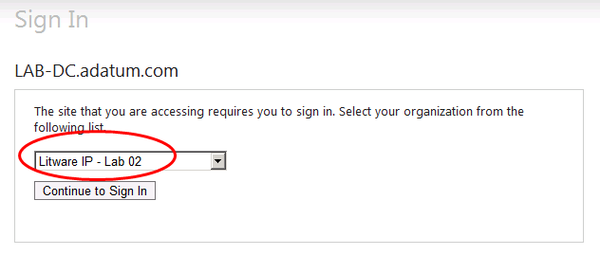 Sign In
LAB-DC.adatum.com
The site that you are accessing requires you to sign in. Select your organization from the
following list.
Litware IP - Lab 02
Continue to Sign In